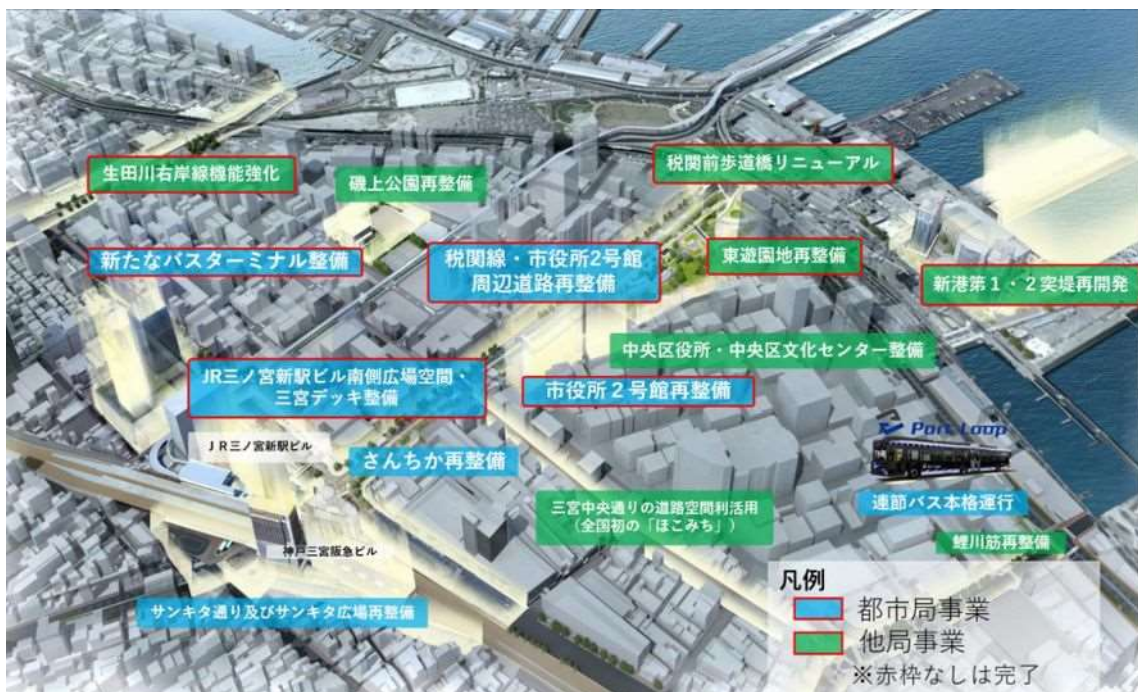 生田川右岸線機能強化
磯上公園再整備
税関前歩道橋リニューアル
新たなバスターミナル整備
税関線・市役所2号館
周辺道路再整備
東遊園地再整備
新港第１・２突堤再開発
中央区役所・中央区文化センター整備
JR三ノ宮新駅ビル南側広場空間・
三宮デッキ整備
市役所２号館再整備
ＪＲ三ノ宮新駅ビル
さんちか再整備
Port Loop
連節バス本格運行
三宮中央通りの道路空間利活用
（全国初の「ほこみち」）
鯉川筋再整備
神戸三宮阪急ビル
サンキタ通り及びサンキタ広場再整備
凡例
都市局事業
他局事業
※赤枠なしは完了